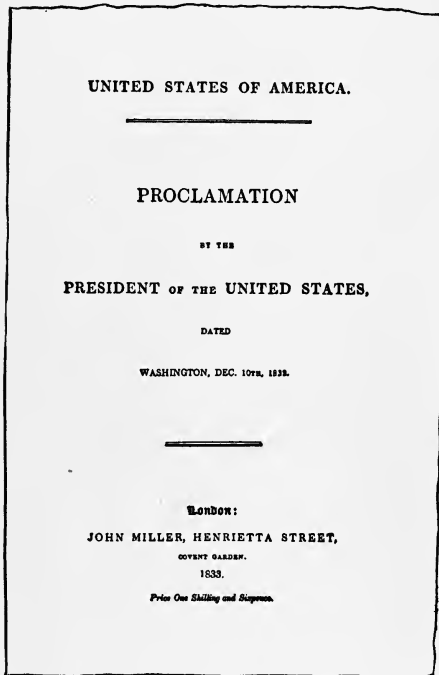 UNITED STATES OF AMERICA.
PROCLAMATION
BY THE
PRESIDENT OF THE UNITED STATES,
DATED
WASHINGTON, DEC. 10TH, 1832.
London:
JOHN MILLER, HENRIETTA STREET,
COVENT GARDEN.
1833.
Price One Shilling and Sixpence.